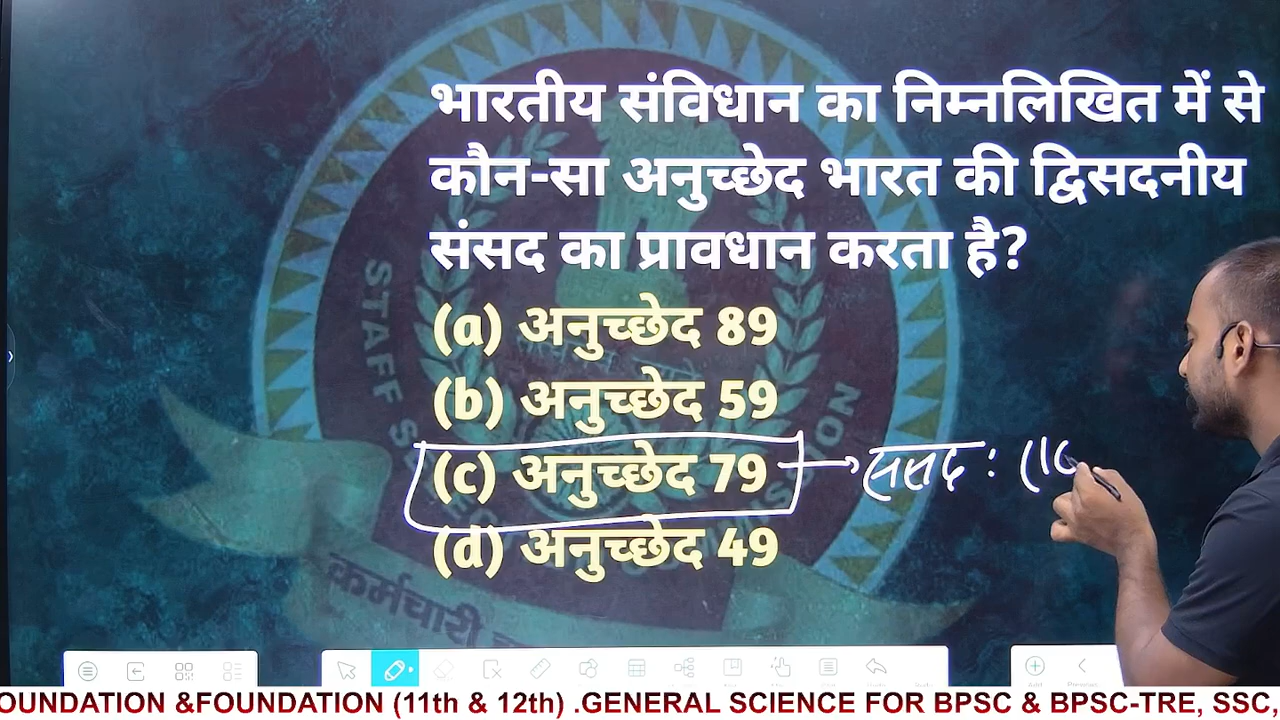 भारतीय संविधान का निम्नलिखित में से
कौन-सा अनुच्छेद भारत की द्विसदनीय
संसद का प्रावधान करता है?
(a) अनुच्छेद 89
(b) अनुच्छेद 59
(c) अनुच्छेद 79 → संसद :
(d) अनुच्छेद 49
STAFF
कर्मचारी
OUNDATION &FOUNDATION (11th & 12th) .GENERAL SCIENCE FOR BPSC & BPSC-TRE, SSC,